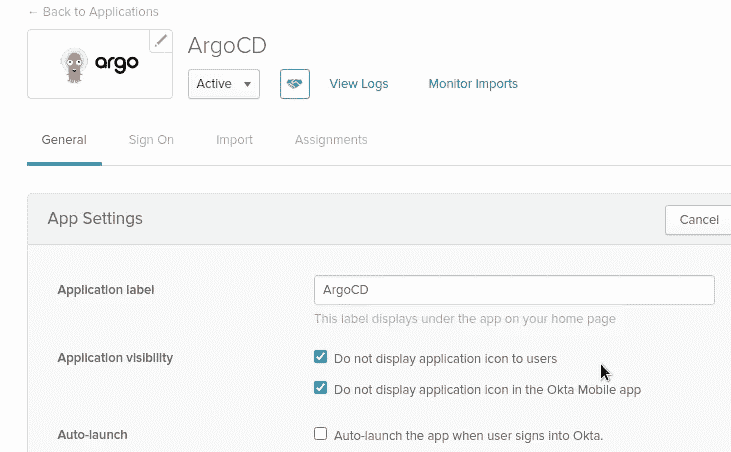 ← Back to Applications
argo
ArgoCD
Active
View Logs
Monitor Imports
General
Sign On
Import
Assignments
App Settings
Cancel
Application label
ArgoCD
This label displays under the app on your home page
Application visibility
Do not display application icon to users
Do not display application icon in the Okta Mobile app
Auto-launch
Auto-launch the app when user signs into Okta.